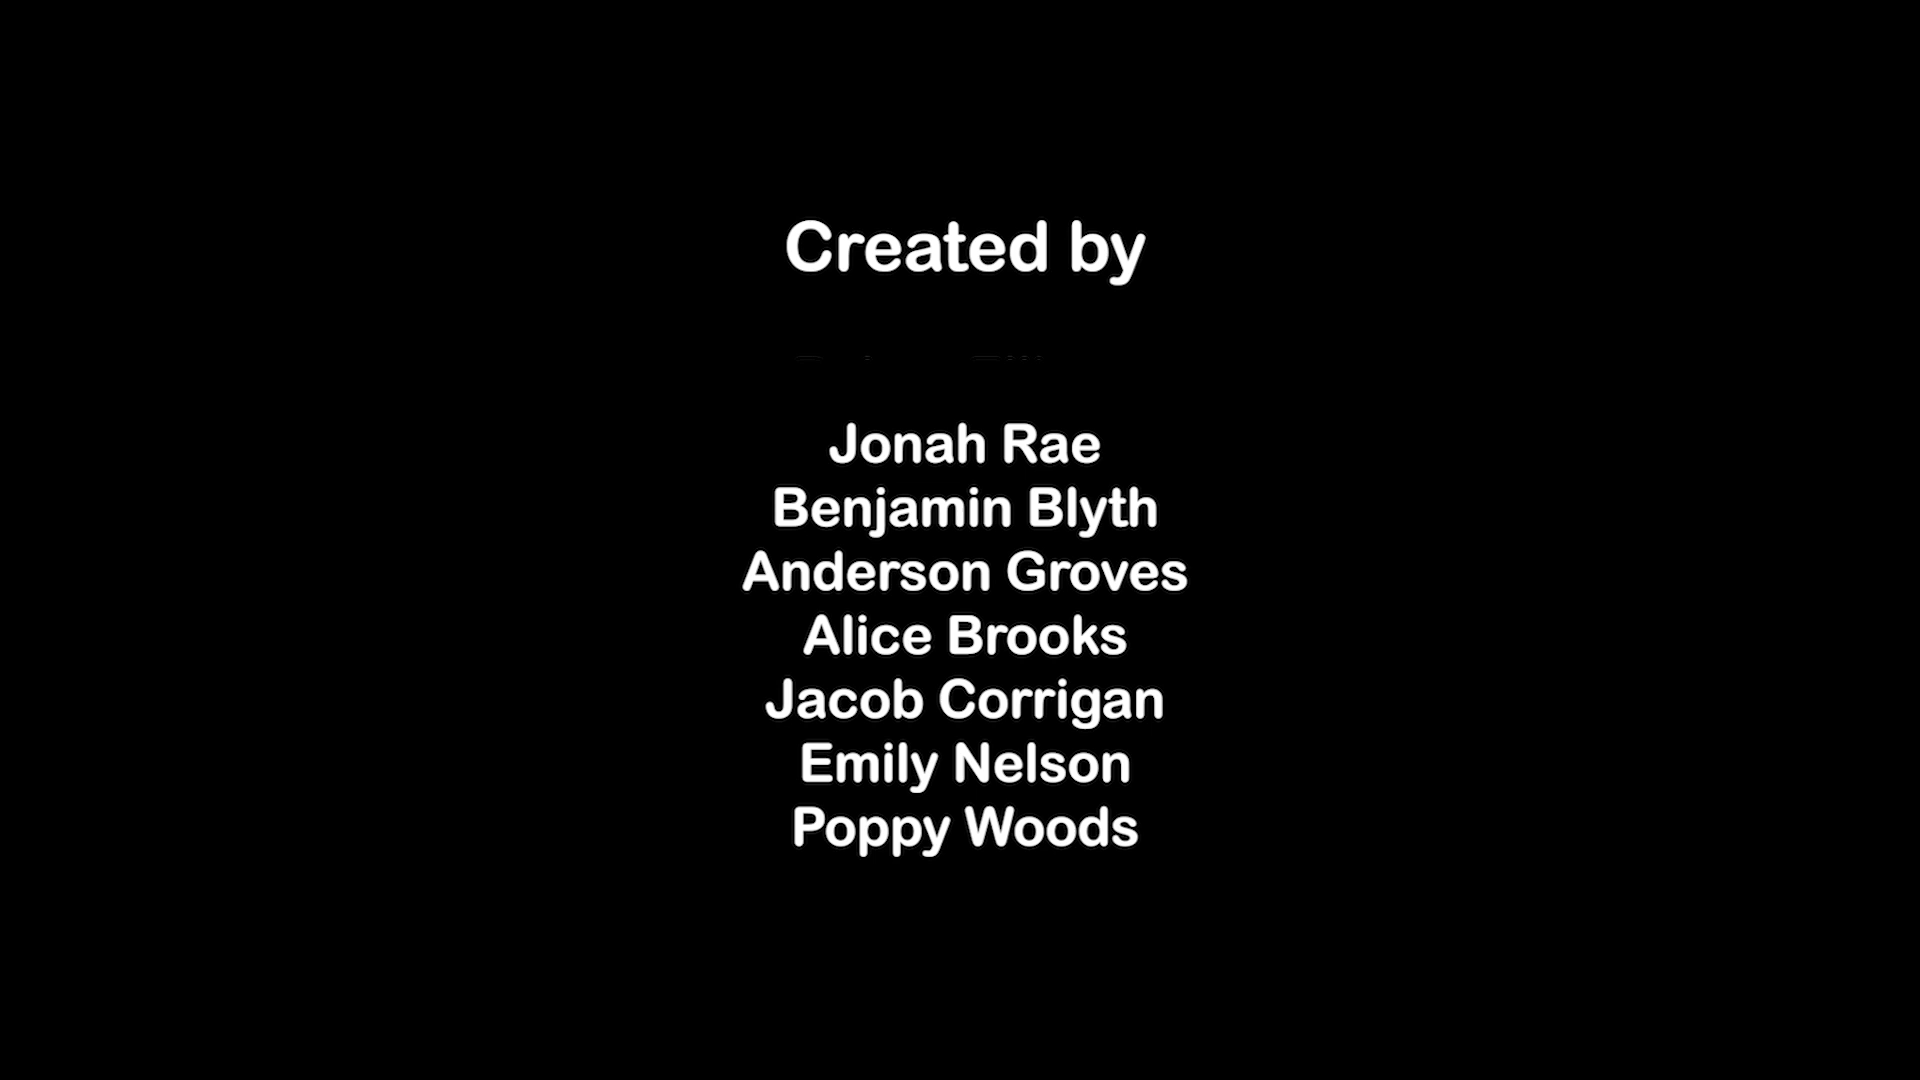 Created by
Jonah Rae
Benjamin Blyth
Anderson Groves
Alice Brooks
Jacob Corrigan
Emily Nelson
Poppy Woods